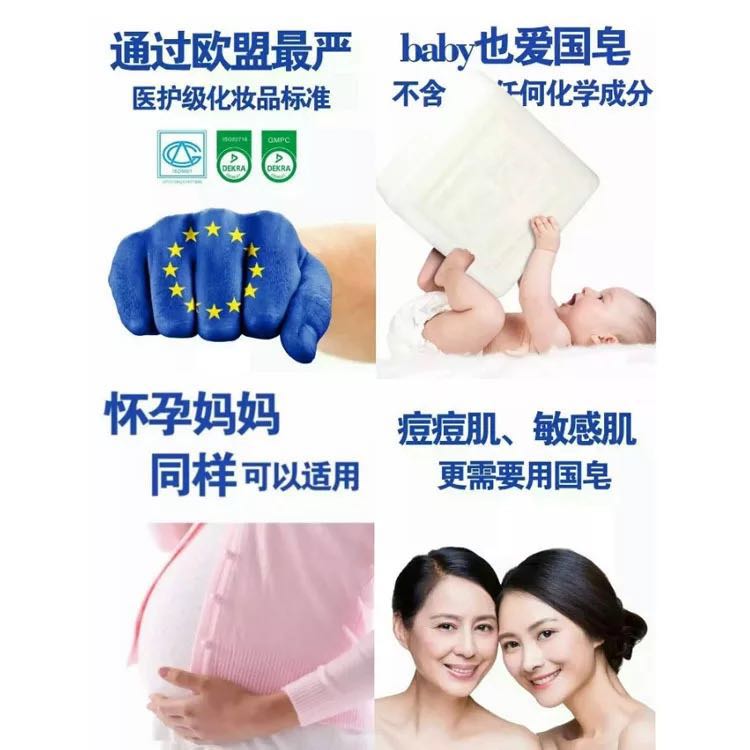 通过欧盟最严
医护级化妆品标准
ISO22716
GMPC
DEKRA
DEKRA
baby也爱国皂
不含 任何化学成分
怀孕妈妈
同样可以适用
痘痘肌、敏感肌
更需要用国皂